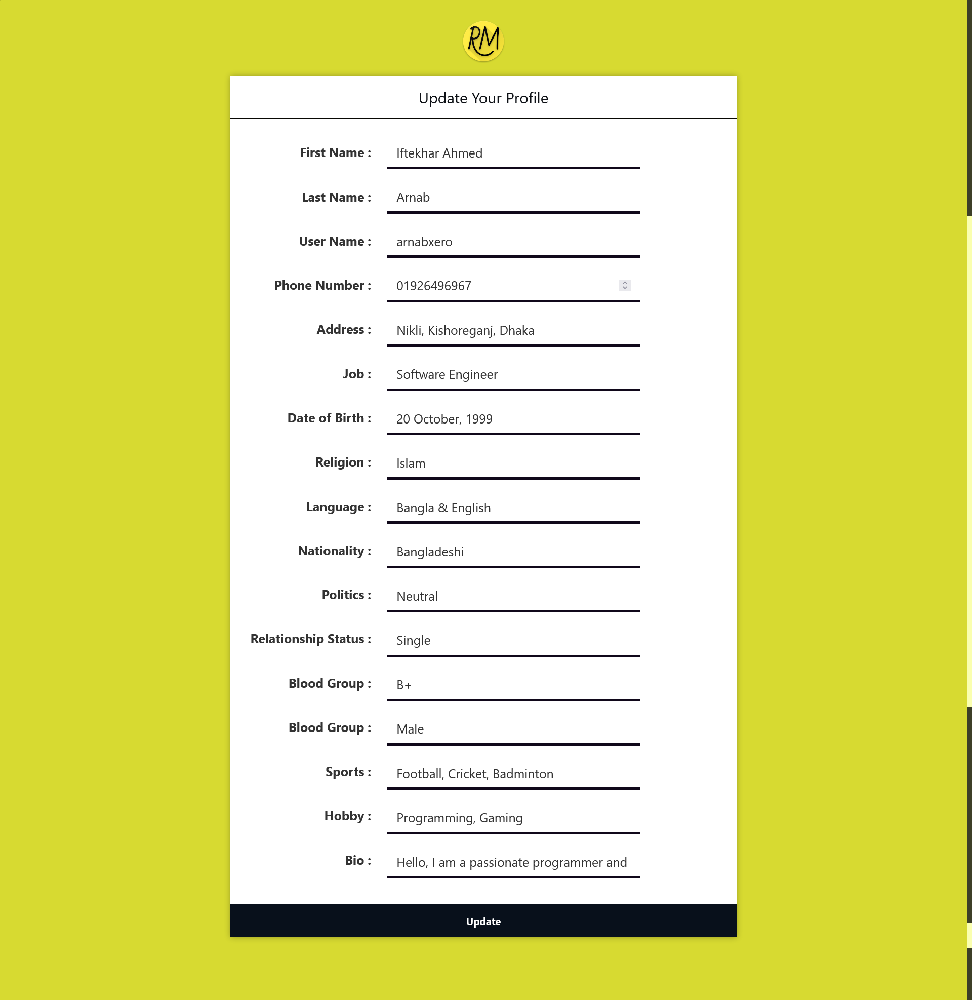 RM
Update Your Profile
First Name : Iftekhar Ahmed
Last Name : Arnab
User Name : arnabxero
Phone Number : 01926496967
Address : Nikli, Kishoreganj, Dhaka
Job : Software Engineer
Date of Birth : 20 October, 1999
Religion : Islam
Language : Bangla & English
Nationality : Bangladeshi
Politics : Neutral
Relationship Status : Single
Blood Group : B+
Blood Group : Male
Sports : Football, Cricket, Badminton
Hobby : Programming, Gaming
Bio : Hello, I am a passionate programmer and
Update